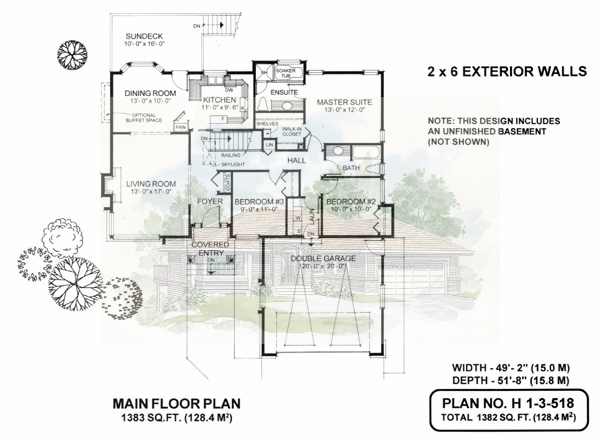 SUNDECK
10'- 0" x 16'- 0"
DN
DINING ROOM
13'- 0" x 10'- 0"
OPTIONAL
BUFFET SPACE
PAN
DW
KITCHEN
11'- 0" x 9'- 6"
SH
SOAKER
TUB
ENSUITE
MASTER SUITE
13'- 0" x 12'- 0"
SHELVES
WALK-IN
CLOSET
LIN
DN
RAILING
SKYLIGHT
HALL
BATH
LIVING ROOM
13'- 0" x 17'- 0"
FOYER
COATS
BEDROOM #3
9'- 0" x 11'- 0"
LAUN
BEDROOM #2
10'- 0" x 10'- 0"
COVERED
ENTRY
DN
DOUBLE GARAGE
20'- 0" x 20'- 0"
2 x 6 EXTERIOR WALLS
NOTE: THIS DESIGN INCLUDES
AN UNFINISHED BASEMENT
(NOT SHOWN)
MAIN FLOOR PLAN
1383 SQ.FT. (128.4 M²)
WIDTH - 49'- 2" (15.0 M)
DEPTH - 51'-8" (15.8 M)
PLAN NO. H 1-3-518
TOTAL 1382 SQ.FT. (128.4 M²)